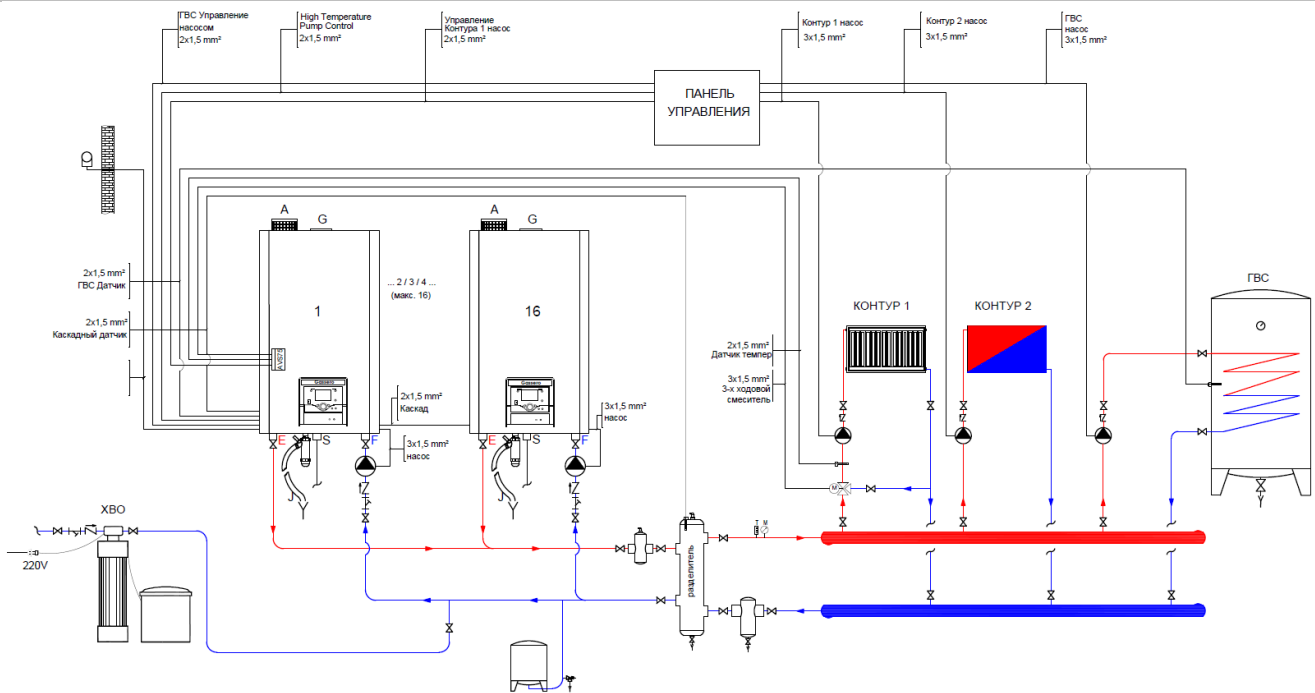 ГВС Управление
насосом
2x1,5 mm²
High Temperature
Pump Control
2x1,5 mm²
Управление
Контура 1 насос
2x1,5 mm²
Контур 1 насос
3x1,5 mm²
Контур 2 насос
3x1,5 mm²
ГВС
насос
3x1,5 mm²
ПАНЕЛЬ
УПРАВЛЕНИЯ
A
G
A
G
2x1,5 mm²
ГВС Датчик
... 2 / 3 / 4 ...
(макс. 16)
1
16
2x1,5 mm²
Каскадный датчик
AVS75
КОНТУР 1
КОНТУР 2
ГВС
2x1,5 mm²
Датчик темпер
3x1,5 mm²
3-х ходовой
смеситель
Gassero
Gassero
2x1,5 mm²
Каскад
3x1,5 mm²
насос
E
S
F
E
S
F
3x1,5 mm²
насос
J
J
M
ХВО
220V
T
M
разделитель